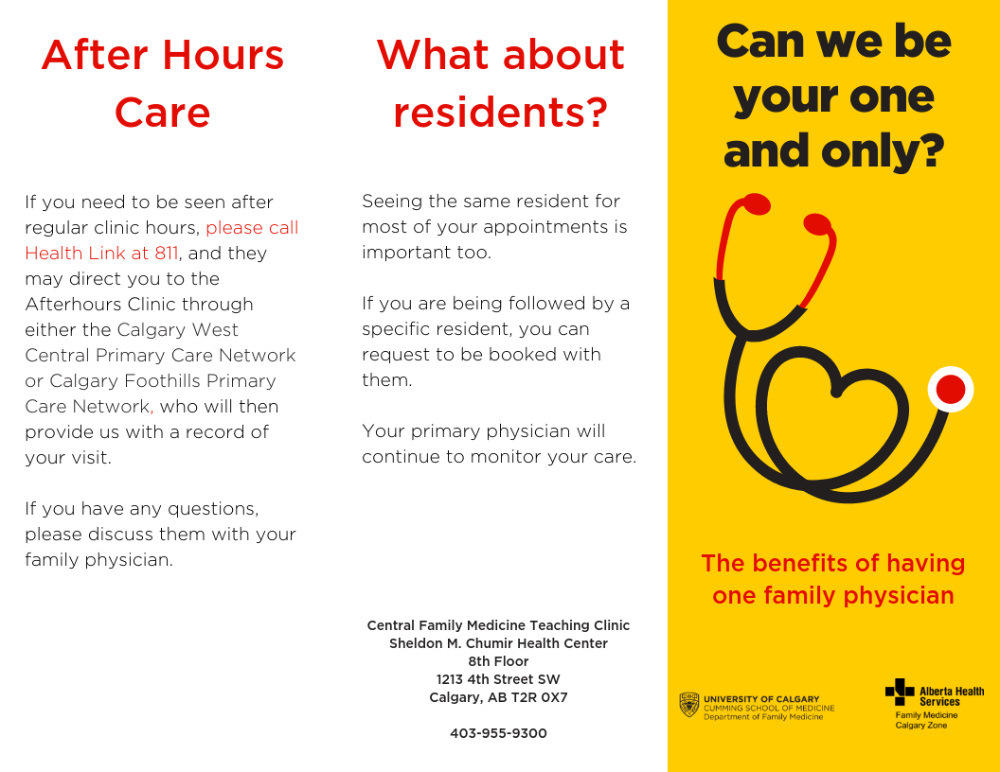 After Hours
Care
If you need to be seen after
regular clinic hours, please call
Health Link at 811, and they
may direct you to the
Afterhours Clinic through
either the Calgary West
Central Primary Care Network
or Calgary Foothills Primary
Care Network, who will then
provide us with a record of
your visit.
If you have any questions,
please discuss them with your
family physician.
What about
residents?
Seeing the same resident for
most of your appointments is
important too.
If you are being followed by a
specific resident, you can
request to be booked with
them.
Your primary physician will
continue to monitor your care.
Central Family Medicine Teaching Clinic
Sheldon M. Chumir Health Center
8th Floor
1213 4th Street SW
Calgary, AB T2R 0X7
403-955-9300
Can we be
your one
and only?
The benefits of having
one family physician
UNIVERSITY OF CALGARY
CUMMING SCHOOL OF MEDICINE
Department of Family Medicine
Alberta Health
Services
Family Medicine
Calgary Zone